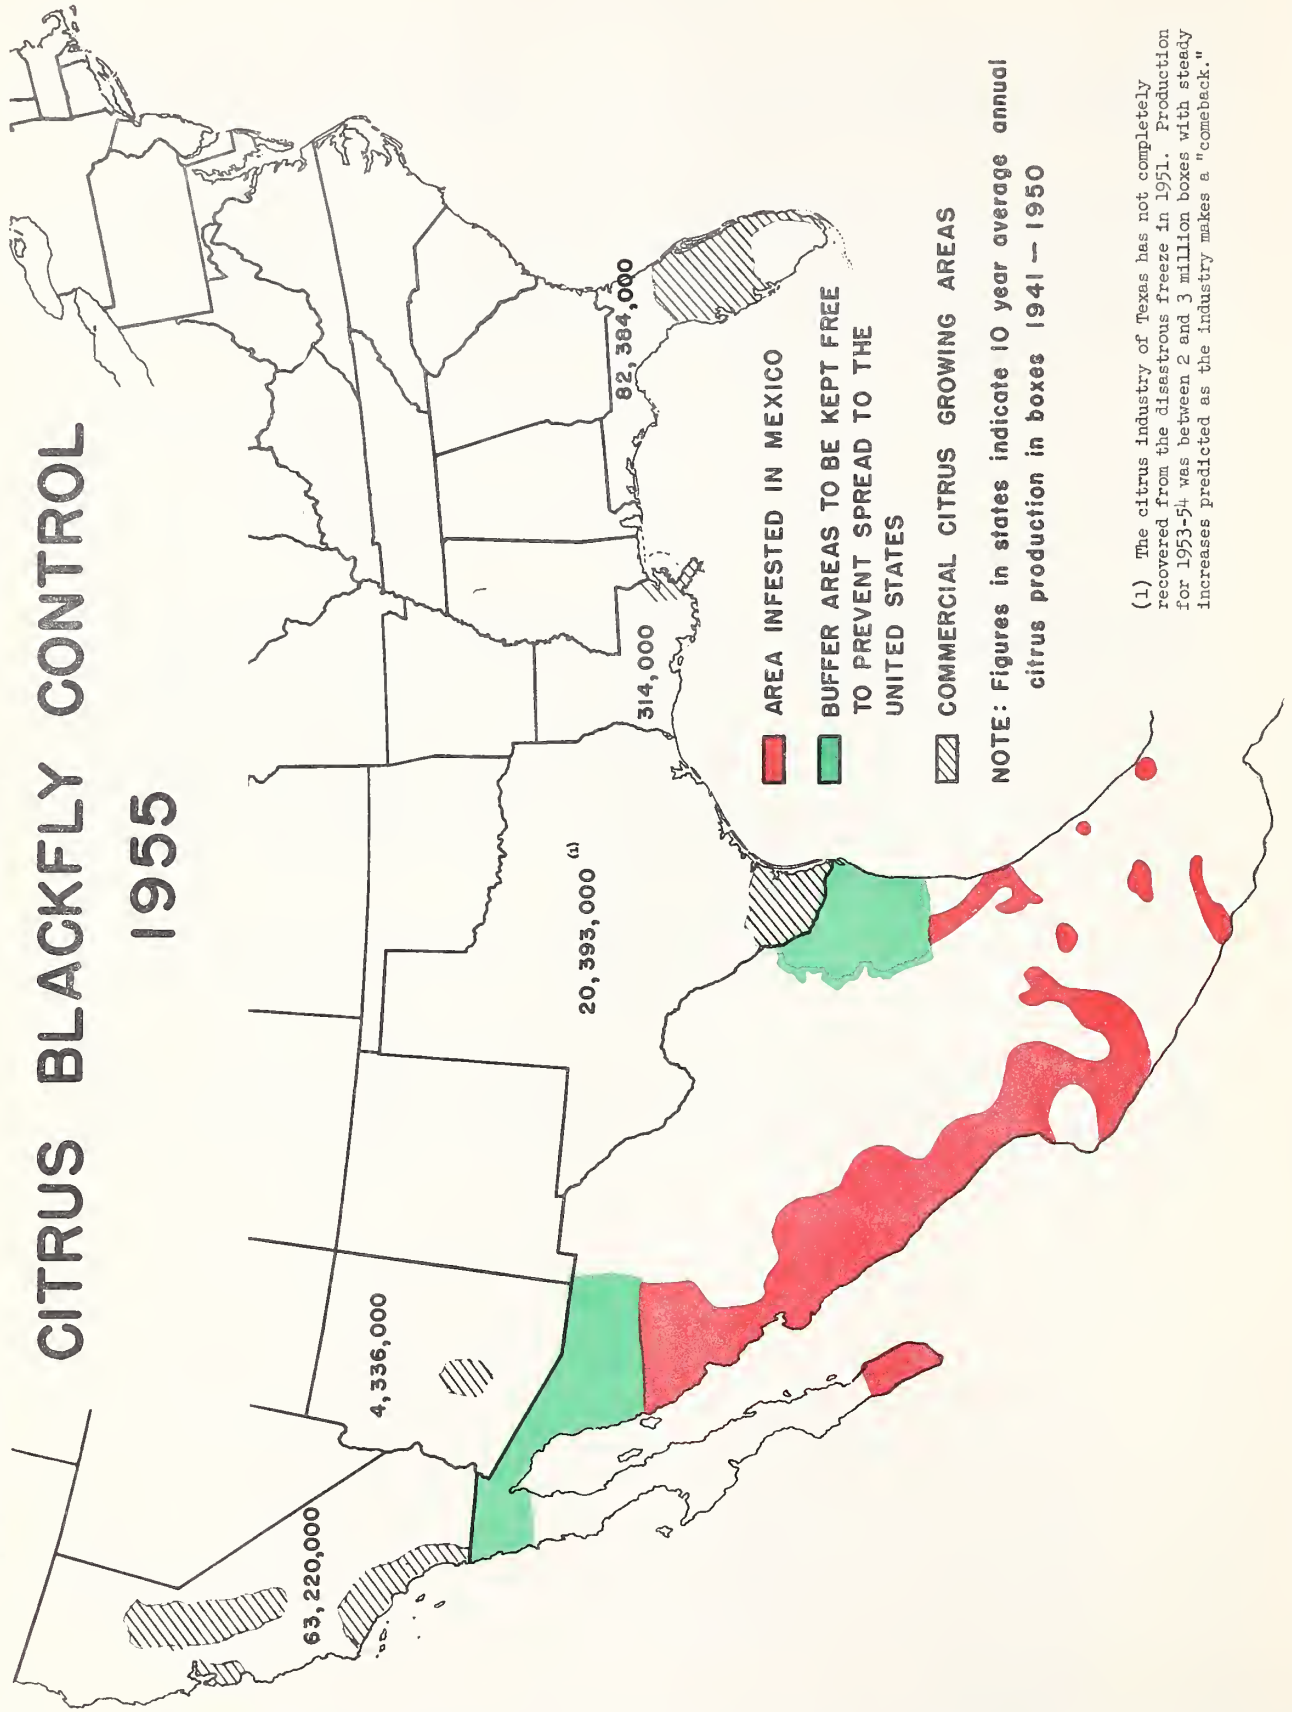 CITRUS BLACKFLY CONTROL
1955
63,220,000
4,336,000
20,393,000 (1)
314,000
82,384,000
AREA INFESTED IN MEXICO
BUFFER AREAS TO BE KEPT FREE
TO PREVENT SPREAD TO THE
UNITED STATES
COMMERCIAL CITRUS GROWING AREAS
NOTE: Figures in states indicate 10 year average annual
citrus production in boxes 1941-1950
(1) The citrus industry of Texas has not completely
recovered from the disastrous freeze in 1951. Production
for 1953-54 was between 2 and 3 million boxes with steady
increases predicted as the industry makes a "comeback."